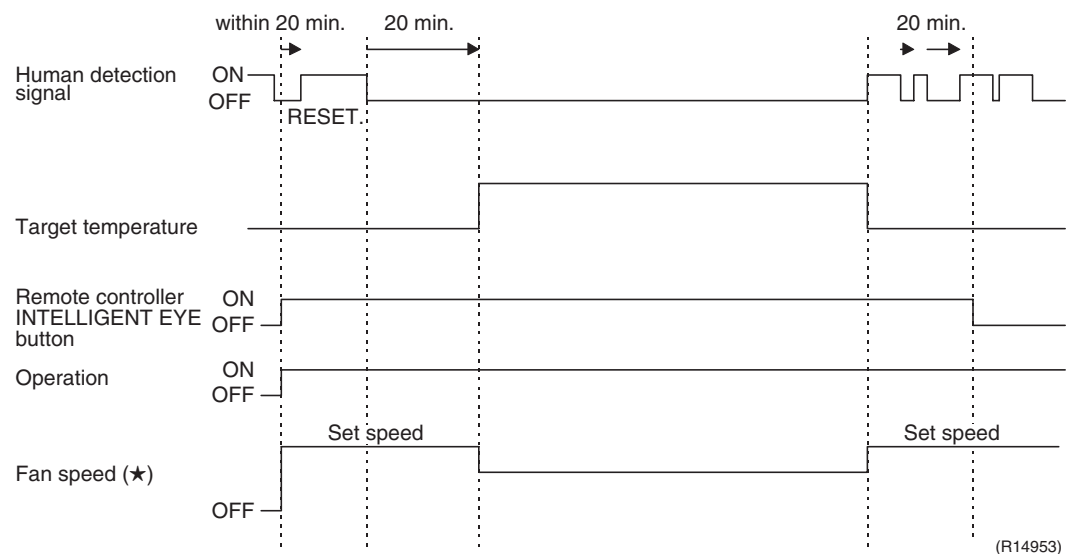 within 20 min.
20 min.
20 min.
Human detection
signal
ON
OFF
RESET.
Target temperature
Remote controller
INTELLIGENT EYE
button
ON
OFF
Operation
ON
OFF
Set speed
Set speed
Fan speed (★)
OFF
(R14953)